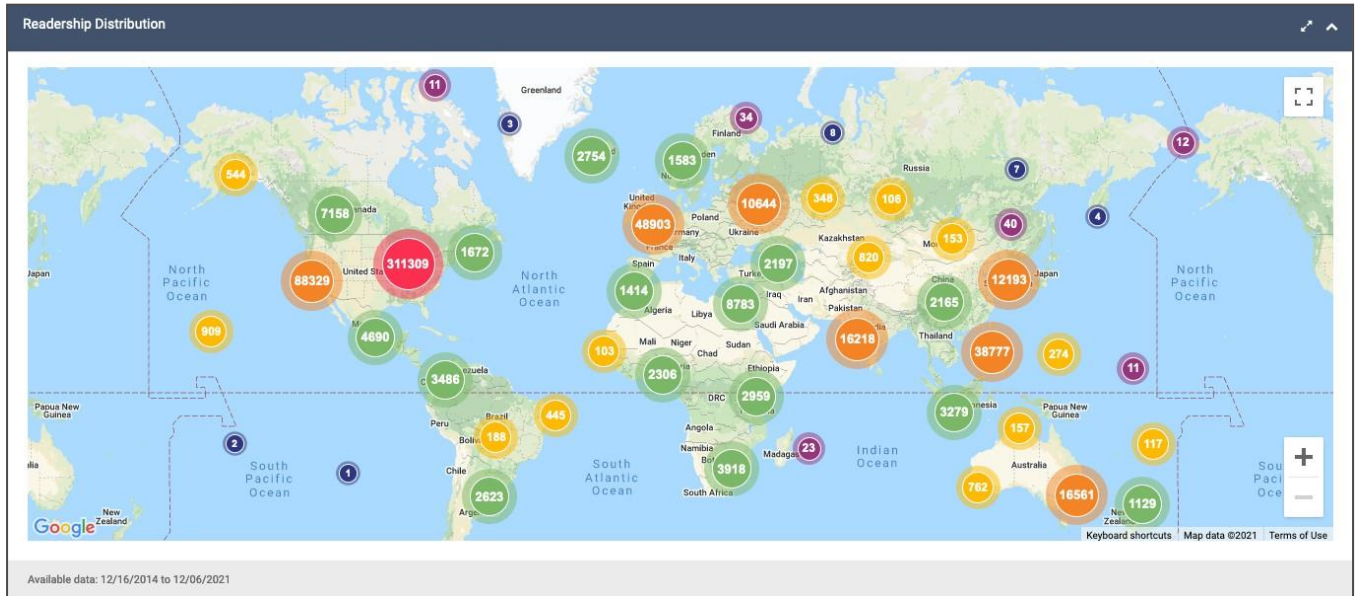 Readership Distribution
11
Greenland
3
34
Finland
8
12
2754
1583
Russia
7
544
United
10644
348
106
7158
48903
Poland
Ukraine
Kazakhstan
153
40
4
1672
311309
88329
Italy
Spain
2197
820
Japan
North
Pacific
Ocean
North
Atlantic
Ocean
1414
8783
Iraq
Iran
Afghanistan
Pakistan
China
2165
12193
Japan
North
Pacific
Ocean
Algeria
Libya
Saudi Arabia
909
4690
103
Mali
Niger
Chad
Sudan
16218
Thailand
38777
274
11
3486
2306
Ethiopia
DRC
2959
3279
Papua New
Guinea
Papua New
Guinea
Peru
Brazil
445
188
Angola
Namibia
157
117
2
1
South
Pacific
Ocean
Chile
South
Atlantic
Ocean
3918
23
Indian
Ocean
Australia
762
16561
1129
2623
South Africa
New
Zealand
Google
Keyboard shortcuts
Map data ©2021
Terms of Use
Available data: 12/16/2014 to 12/06/2021